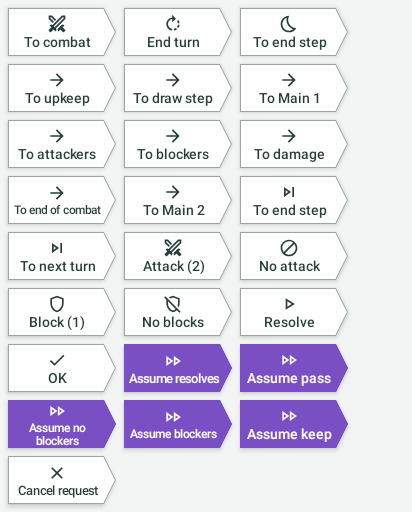 To combat
End turn
To end step
To upkeep
To draw step
To Main 1
To attackers
To blockers
To damage
To end of combat
To Main 2
To end step
To next turn
Attack (2)
No attack
Block (1)
No blocks
Resolve
OK
Assume resolves
Assume pass
Assume no
blockers
Assume blockers
Assume keep
Cancel request